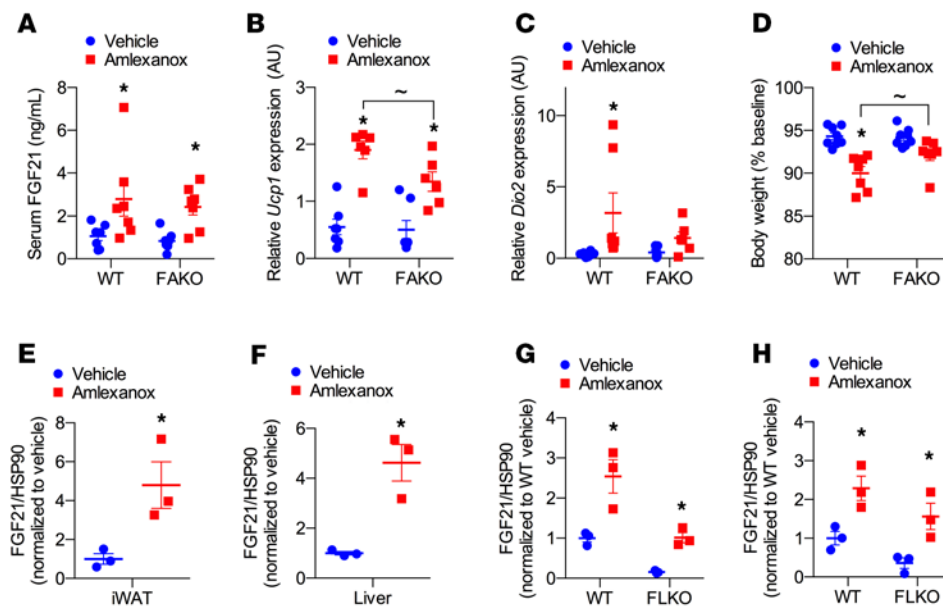 A
Vehicle
Amlexanox
Serum FGF21 (ng/mL)
8
6
4
2
0
*
*
WT
FAKO
B
Vehicle
Amlexanox
Relative Ucp1 expression (AU)
3
2
1
0
~
*
*
WT
FAKO
C
Vehicle
Amlexanox
Relative Dio2 expression (AU)
10
5
0
*
WT
FAKO
D
Vehicle
Amlexanox
Body weight (% baseline)
95
90
85
80
~
*
WT
FAKO
E
Vehicle
Amlexanox
FGF21/HSP90
(normalized to vehicle)
8
6
4
2
0
*
iWAT
F
Vehicle
Amlexanox
FGF21/HSP90
(normalized to vehicle)
6
4
2
0
*
Liver
G
Vehicle
Amlexanox
FGF21/HSP90
(normalized to WT vehicle)
4
3
2
1
0
*
*
WT
FLKO
H
Vehicle
Amlexanox
FGF21/HSP90
(normalized to WT vehicle)
4
3
2
1
0
*
*
WT
FLKO